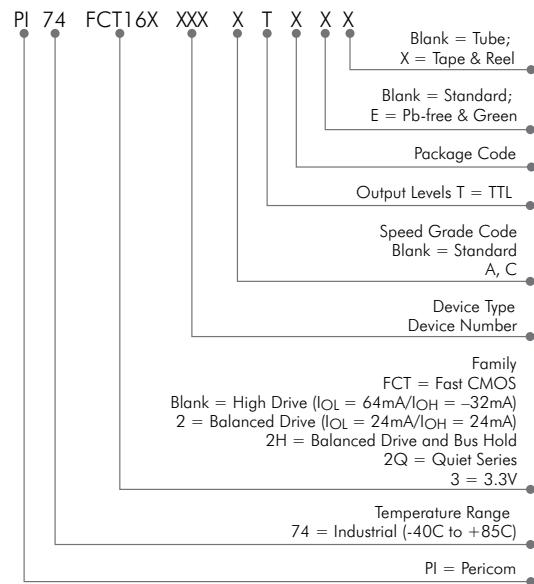 PI 74 FCT16X XXX X T X X X
Blank = Tube;
X = Tape & Reel
Blank = Standard;
E = Pb-free & Green
Package Code
Output Levels T = TTL
Speed Grade Code
Blank = Standard
A, C
Device Type
Device Number
Family
FCT = Fast CMOS
Blank = High Drive (IOL = 64mA/IOH = –32mA)
2 = Balanced Drive (IOL = 24mA/IOH = 24mA)
2H = Balanced Drive and Bus Hold
2Q = Quiet Series
3 = 3.3V
Temperature Range
74 = Industrial (-40C to +85C)
PI = Pericom